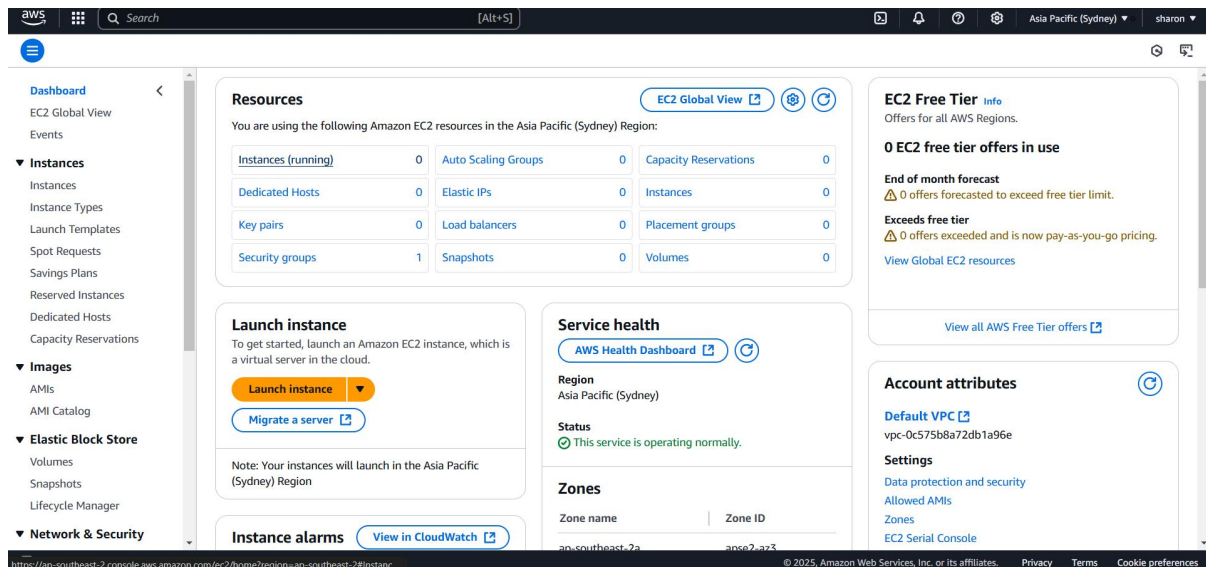 aws
Search [Alt+S]
Asia Pacific (Sydney) ▼ sharon ▼
Dashboard
EC2 Global View
Events
▼ Instances
Instances
Instance Types
Launch Templates
Spot Requests
Savings Plans
Reserved Instances
Dedicated Hosts
Capacity Reservations
▼ Images
AMIs
AMI Catalog
▼ Elastic Block Store
Volumes
Snapshots
Lifecycle Manager
▼ Network & Security
Resources
EC2 Global View
You are using the following Amazon EC2 resources in the Asia Pacific (Sydney) Region:
Instances (running) 0 Auto Scaling Groups 0 Capacity Reservations 0
Dedicated Hosts 0 Elastic IPs 0 Instances 0
Key pairs 0 Load balancers 0 Placement groups 0
Security groups 1 Snapshots 0 Volumes 0
Launch instance
To get started, launch an Amazon EC2 instance, which is
a virtual server in the cloud.
Launch instance ▼
Migrate a server
Note: Your instances will launch in the Asia Pacific
(Sydney) Region
Instance alarms View in CloudWatch
Service health
AWS Health Dashboard
Region
Asia Pacific (Sydney)
Status
This service is operating normally.
Zones
Zone name Zone ID
ap-southeast-2a apse2-az3
EC2 Free Tier Info
Offers for all AWS Regions.
0 EC2 free tier offers in use
End of month forecast
0 offers forecasted to exceed free tier limit.
Exceeds free tier
0 offers exceeded and is now pay-as-you-go pricing.
View Global EC2 resources
View all AWS Free Tier offers
Account attributes
Default VPC
vpc-0c575b8a72db1a96e
Settings
Data protection and security
Allowed AMIs
Zones
EC2 Serial Console
https://ap-southeast-2.console.aws.amazon.com/ec2/home?region=ap-southeast-2#Instanc...
© 2025, Amazon Web Services, Inc. or its affiliates. Privacy Terms Cookie preferences